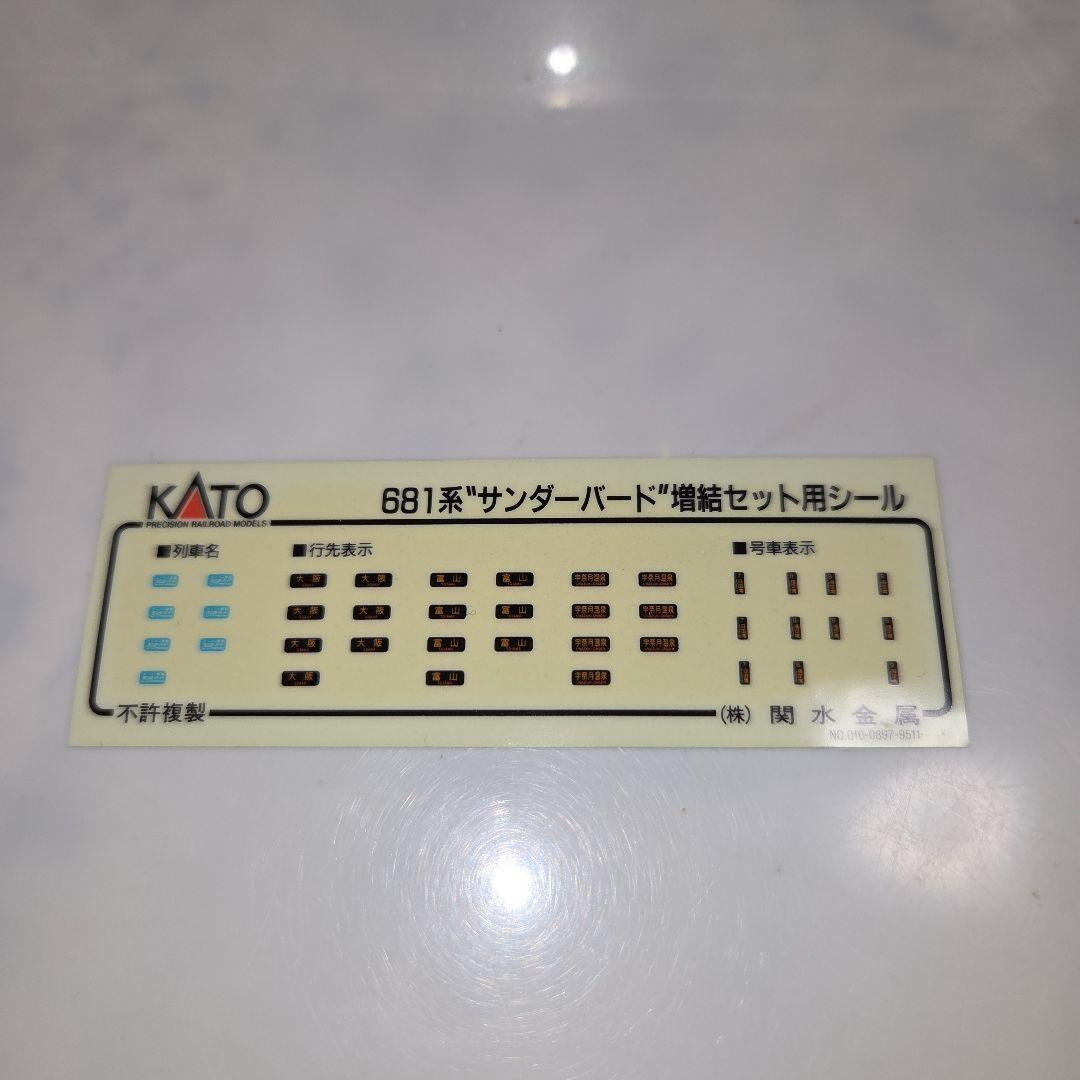 KATO 681系"サンダーバード"増結セット用シール
PRECISION RAILROAD MODELS
■列車名 ■行先表示 ■号車表示
大阪 大阪 富山 富山 宇奈月温泉 宇奈月温泉
大阪 大阪 富山 富山 宇奈月温泉 宇奈月温泉
大阪 大阪 富山 富山 宇奈月温泉 宇奈月温泉
大阪 富山 宇奈月温泉
不許複製 (株) 関水金属
NO.010-0897-9511